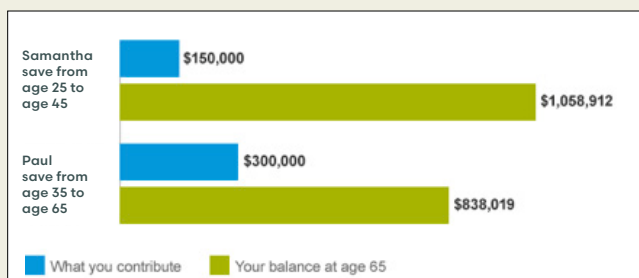 Samantha
save from
age 25 to
age 45
$150,000
$1,058,912
Paul
save from
age 35 to
age 65
$300,000
$838,019
What you contribute
Your balance at age 65